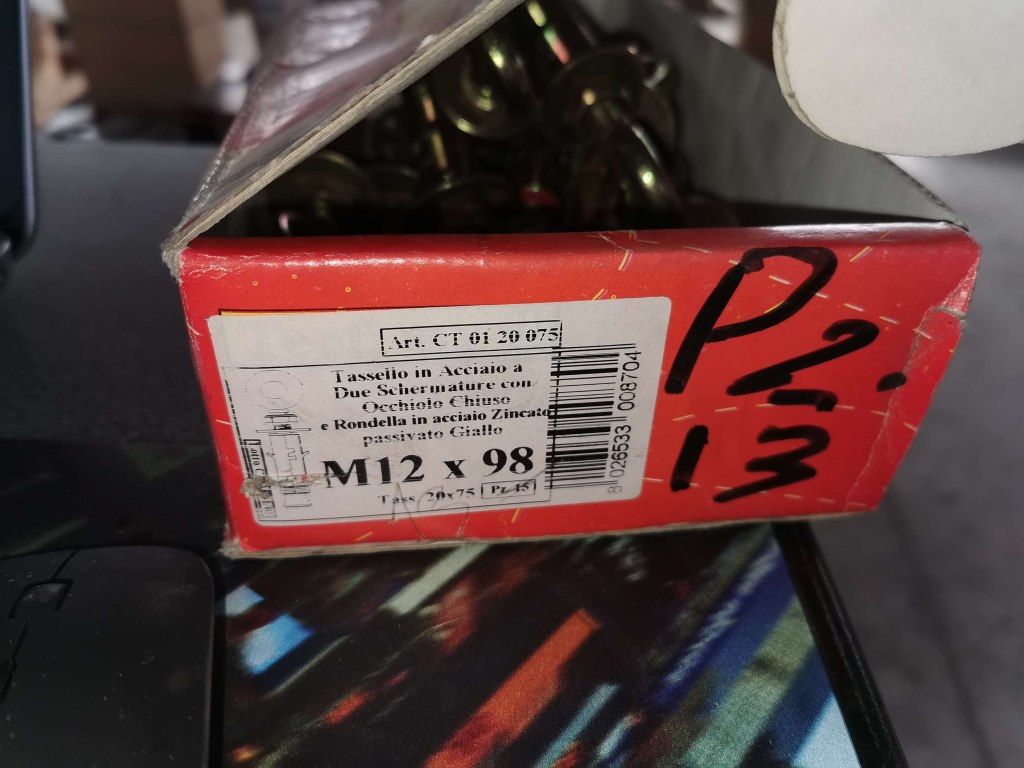 Art. CT 01 20 075
Tassello in Acciaio a
Due Schermature con
Occhiolo Chiuso
e Rondella in acciaio Zincato
passivato Giallo
M12 x 98
Tass. 20x75 Pz. 15
8 026533 008704
Pz.
13